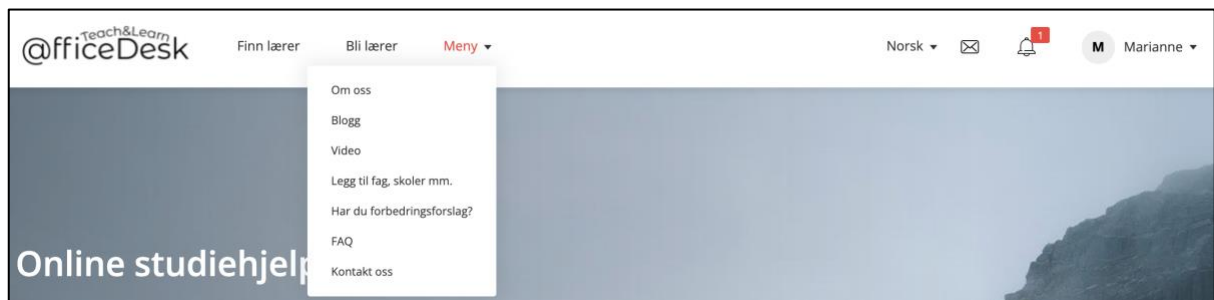 Teach&Learn
@fficeDesk
Finn lærer
Bli lærer
Meny
Norsk
1
M
Marianne
Om oss
Blogg
Video
Legg til fag, skoler mm.
Har du forbedringsforslag?
FAQ
Kontakt oss
Online studiehjelp